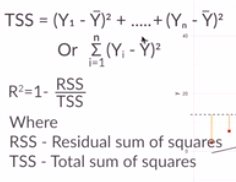 TSS = (Y₁ - Ȳ)² + ..... + (Yₙ - Ȳ)²
Or n∑i=1 (Yᵢ - Ȳ)²
R²=1- RSS/TSS
Where
RSS - Residual sum of squares
TSS - Total sum of squares